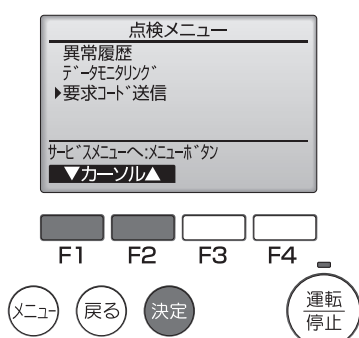 点検メニュー
異常履歴
ﾃﾞｰﾀﾓﾆﾀﾘﾝｸﾞ
▶要求ｺｰﾄﾞ送信
ｻｰﾋﾞｽﾒﾆｭｰへ:ﾒﾆｭｰﾎﾞﾀﾝ
▼カーソル▲
F1 F2 F3 F4
メニュー 戻る 決定 運転
停止